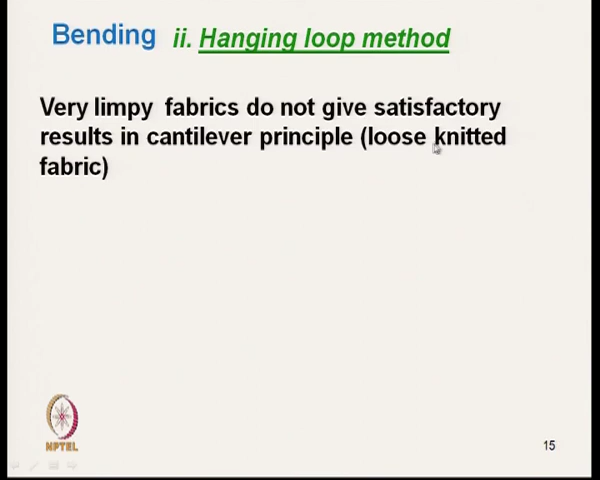 Bending ii. Hanging loop method
Very limpy fabrics do not give satisfactory
results in cantilever principle (loose knitted
fabric)
NPTEL
15